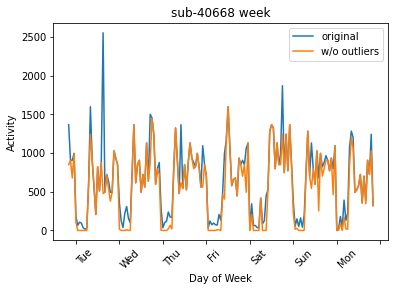 sub-40668 week
original
w/o outliers
Activity
2500
2000
1500
1000
500
0
Tue
Wed
Thu
Fri
Sat
Sun
Mon
Day of Week